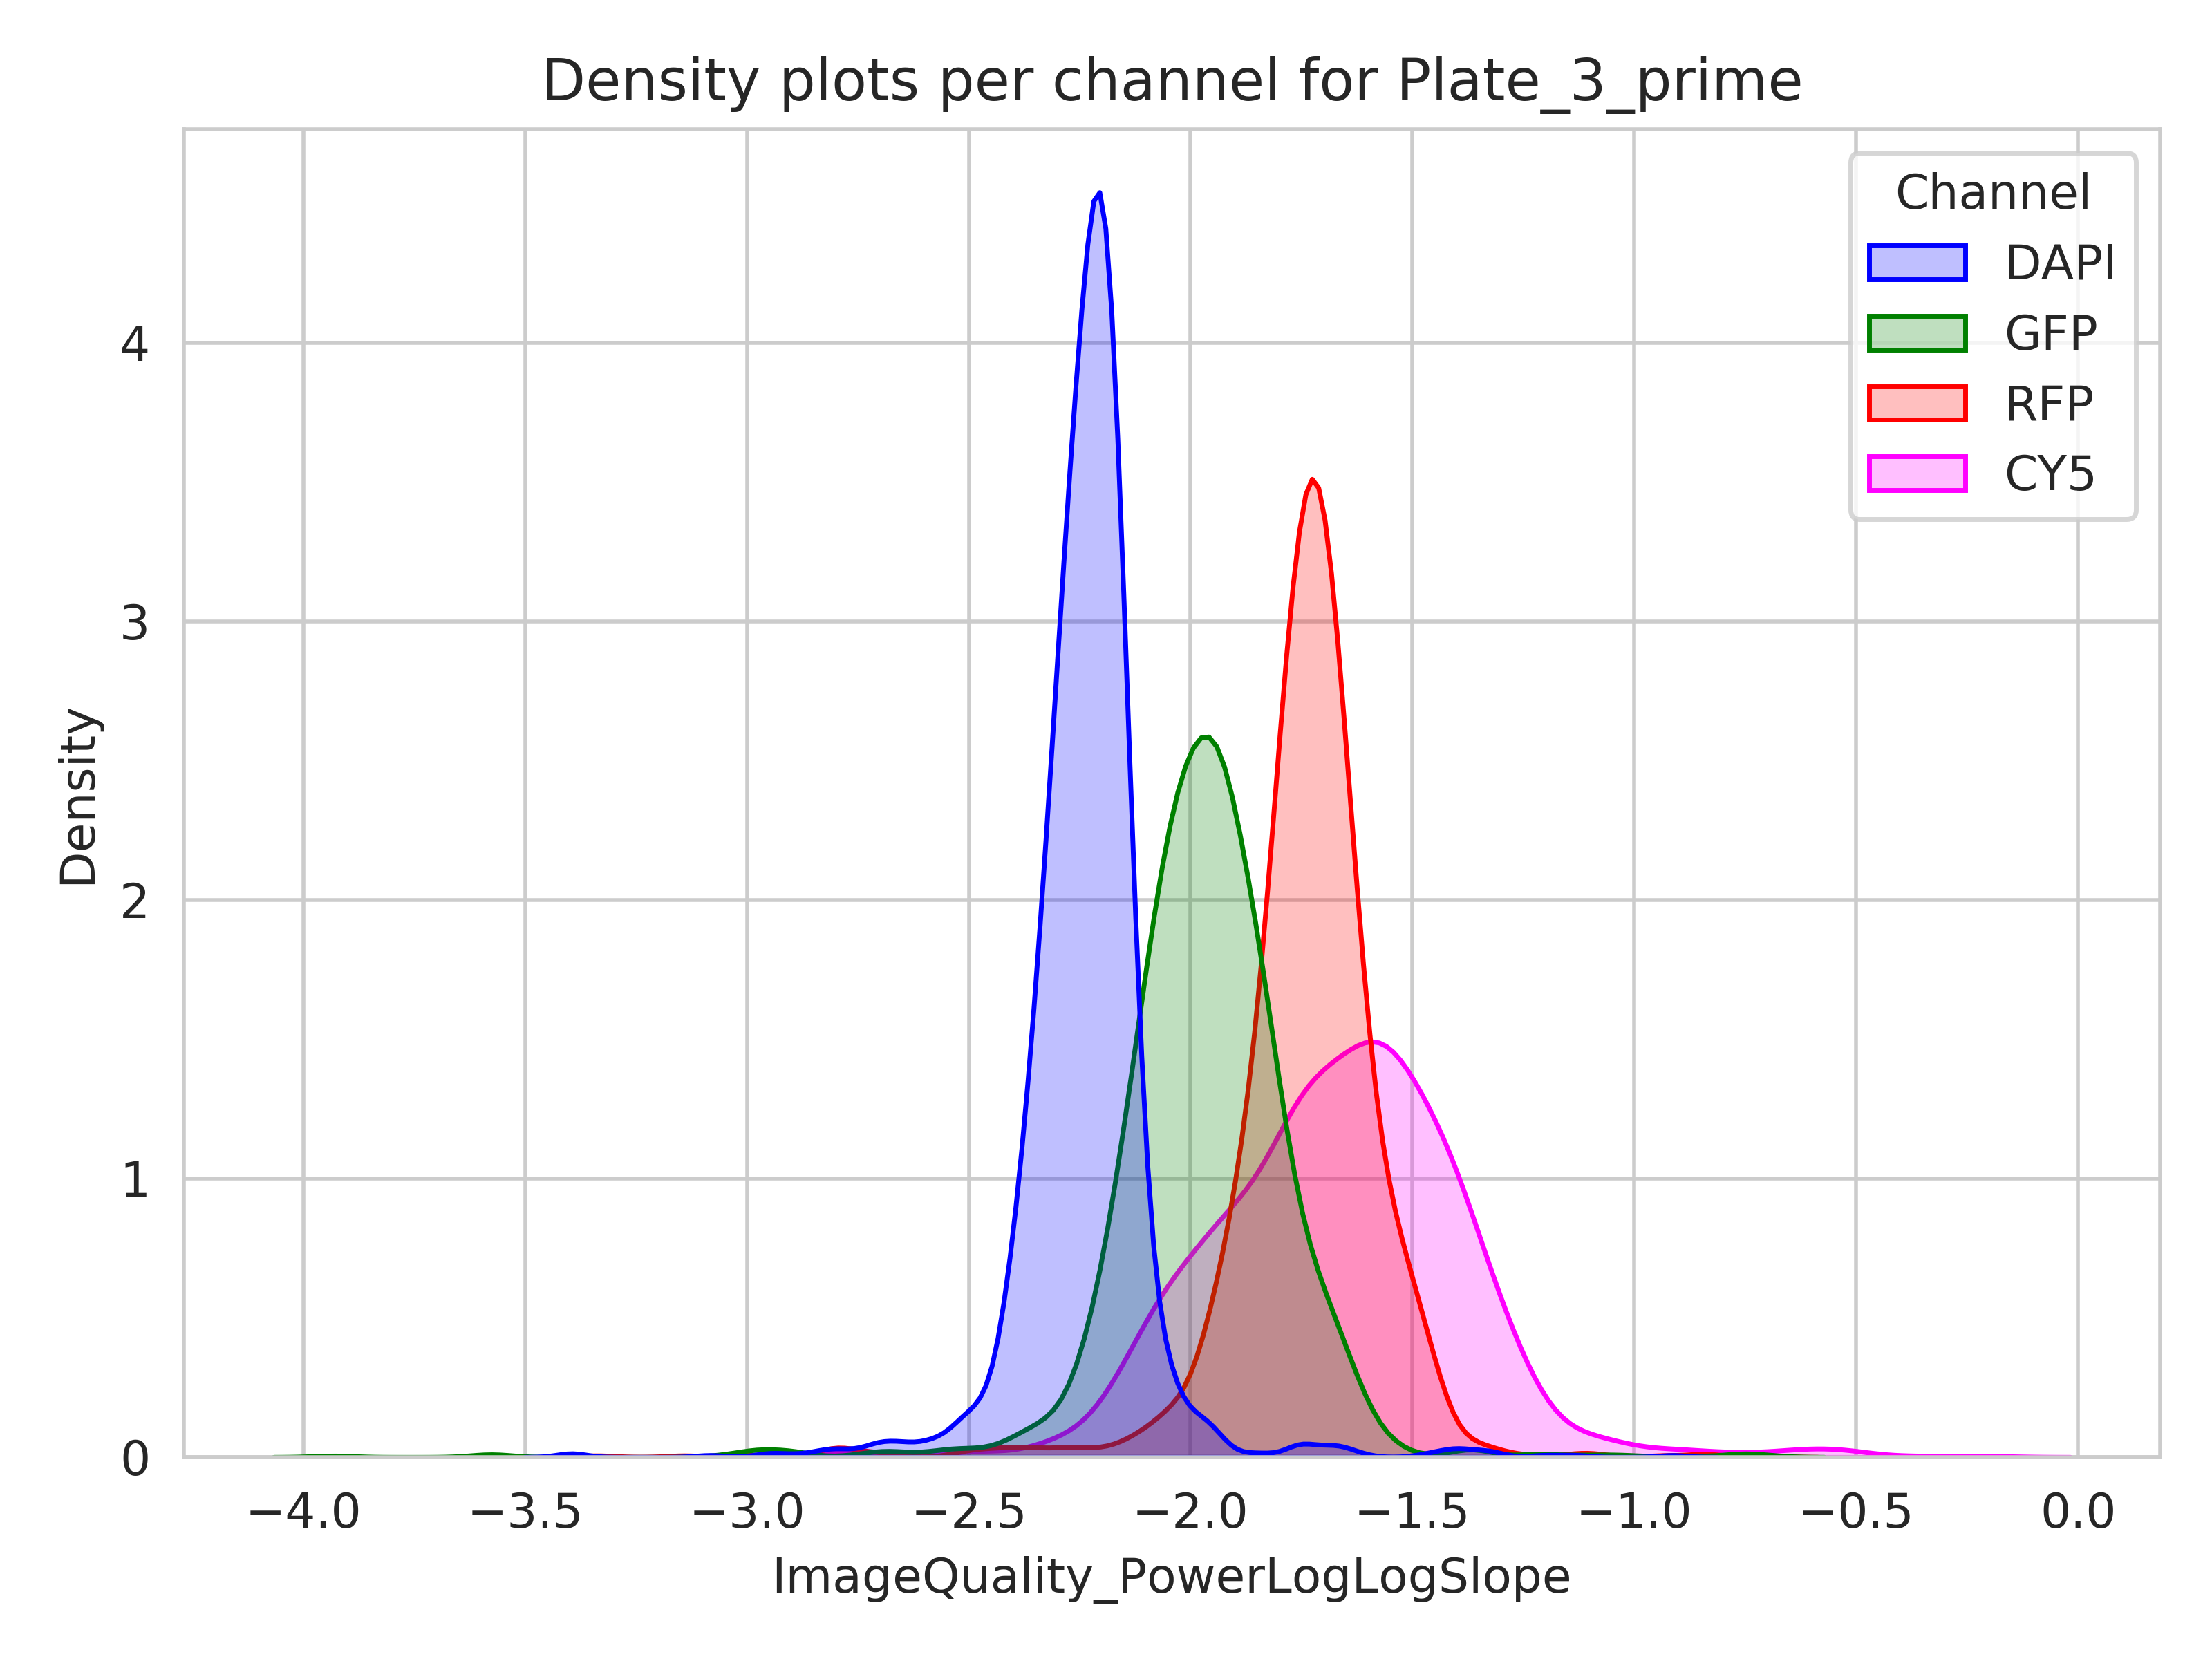 Density plots per channel for Plate_3_prime
Channel
DAPI
GFP
RFP
CY5
Density
4
3
2
1
0
−4.0 −3.5 −3.0 −2.5 −2.0 −1.5 −1.0 −0.5 0.0
ImageQuality_PowerLogLogSlope